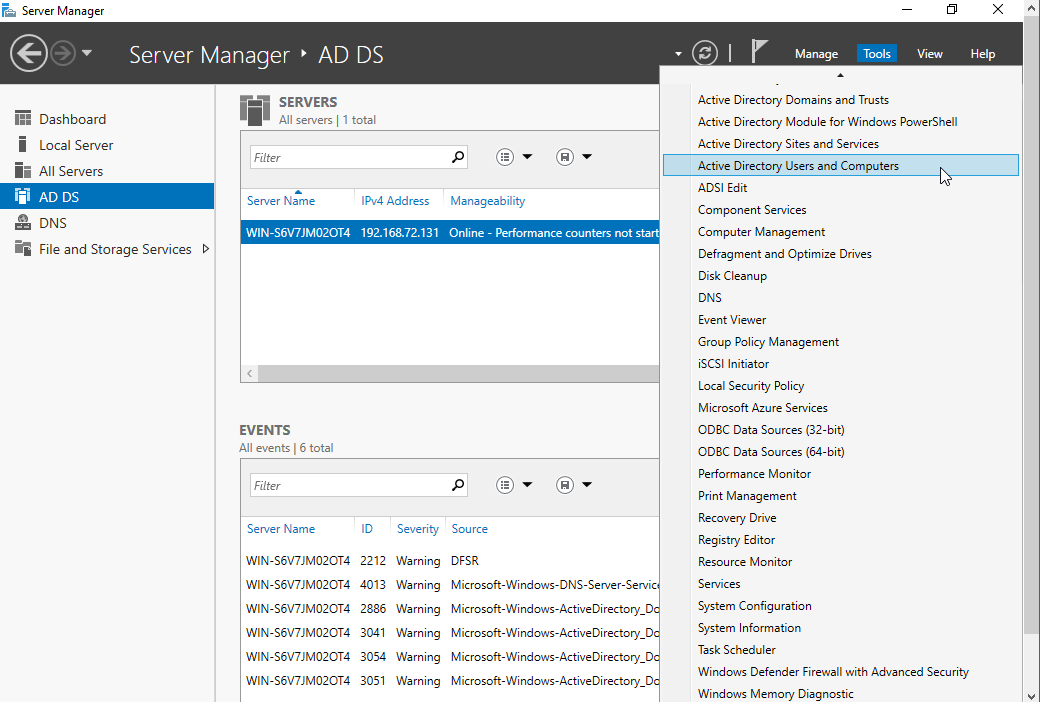 Server Manager
Server Manager ‣ AD DS
Manage Tools View Help
Dashboard
Local Server
All Servers
AD DS
DNS
File and Storage Services
SERVERS
All servers | 1 total
Filter
Server Name IPv4 Address Manageability
WIN-S6V7JM02OT4 192.168.72.131 Online - Performance counters not start
EVENTS
All events | 6 total
Filter
Server Name ID Severity Source
WIN-S6V7JM02OT4 2212 Warning DFSR
WIN-S6V7JM02OT4 4013 Warning Microsoft-Windows-DNS-Server-Service
WIN-S6V7JM02OT4 2886 Warning Microsoft-Windows-ActiveDirectory_Do
WIN-S6V7JM02OT4 3041 Warning Microsoft-Windows-ActiveDirectory_Do
WIN-S6V7JM02OT4 3054 Warning Microsoft-Windows-ActiveDirectory_Do
WIN-S6V7JM02OT4 3051 Warning Microsoft-Windows-ActiveDirectory_Do
Active Directory Domains and Trusts
Active Directory Module for Windows PowerShell
Active Directory Sites and Services
Active Directory Users and Computers
ADSI Edit
Component Services
Computer Management
Defragment and Optimize Drives
Disk Cleanup
DNS
Event Viewer
Group Policy Management
iSCSI Initiator
Local Security Policy
Microsoft Azure Services
ODBC Data Sources (32-bit)
ODBC Data Sources (64-bit)
Performance Monitor
Print Management
Recovery Drive
Registry Editor
Resource Monitor
Services
System Configuration
System Information
Task Scheduler
Windows Defender Firewall with Advanced Security
Windows Memory Diagnostic